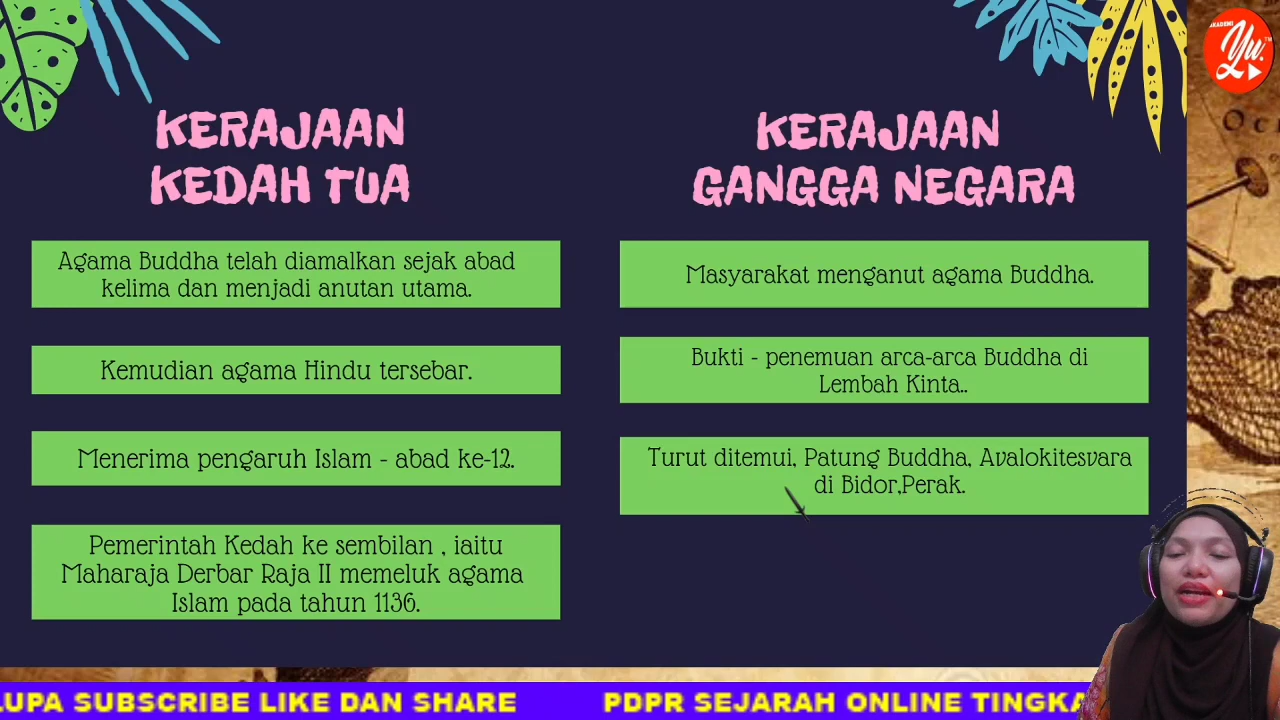 AKADEMI
Yu.
KERAJAAN
KEDAH TUA
Agama Buddha telah diamalkan sejak abad
kelima dan menjadi anutan utama.
Kemudian agama Hindu tersebar.
Menerima pengaruh Islam - abad ke-12.
Pemerintah Kedah ke sembilan , iaitu
Maharaja Derbar Raja II memeluk agama
Islam pada tahun 1136.
KERAJAAN
GANGGA NEGARA
Masyarakat menganut agama Buddha.
Bukti - penemuan arca-arca Buddha di
Lembah Kinta..
Turut ditemui, Patung Buddha, Avalokitesvara
di Bidor,Perak.
LUPA SUBSCRIBE LIKE DAN SHARE
PDPR SEJARAH ONLINE TINGKA